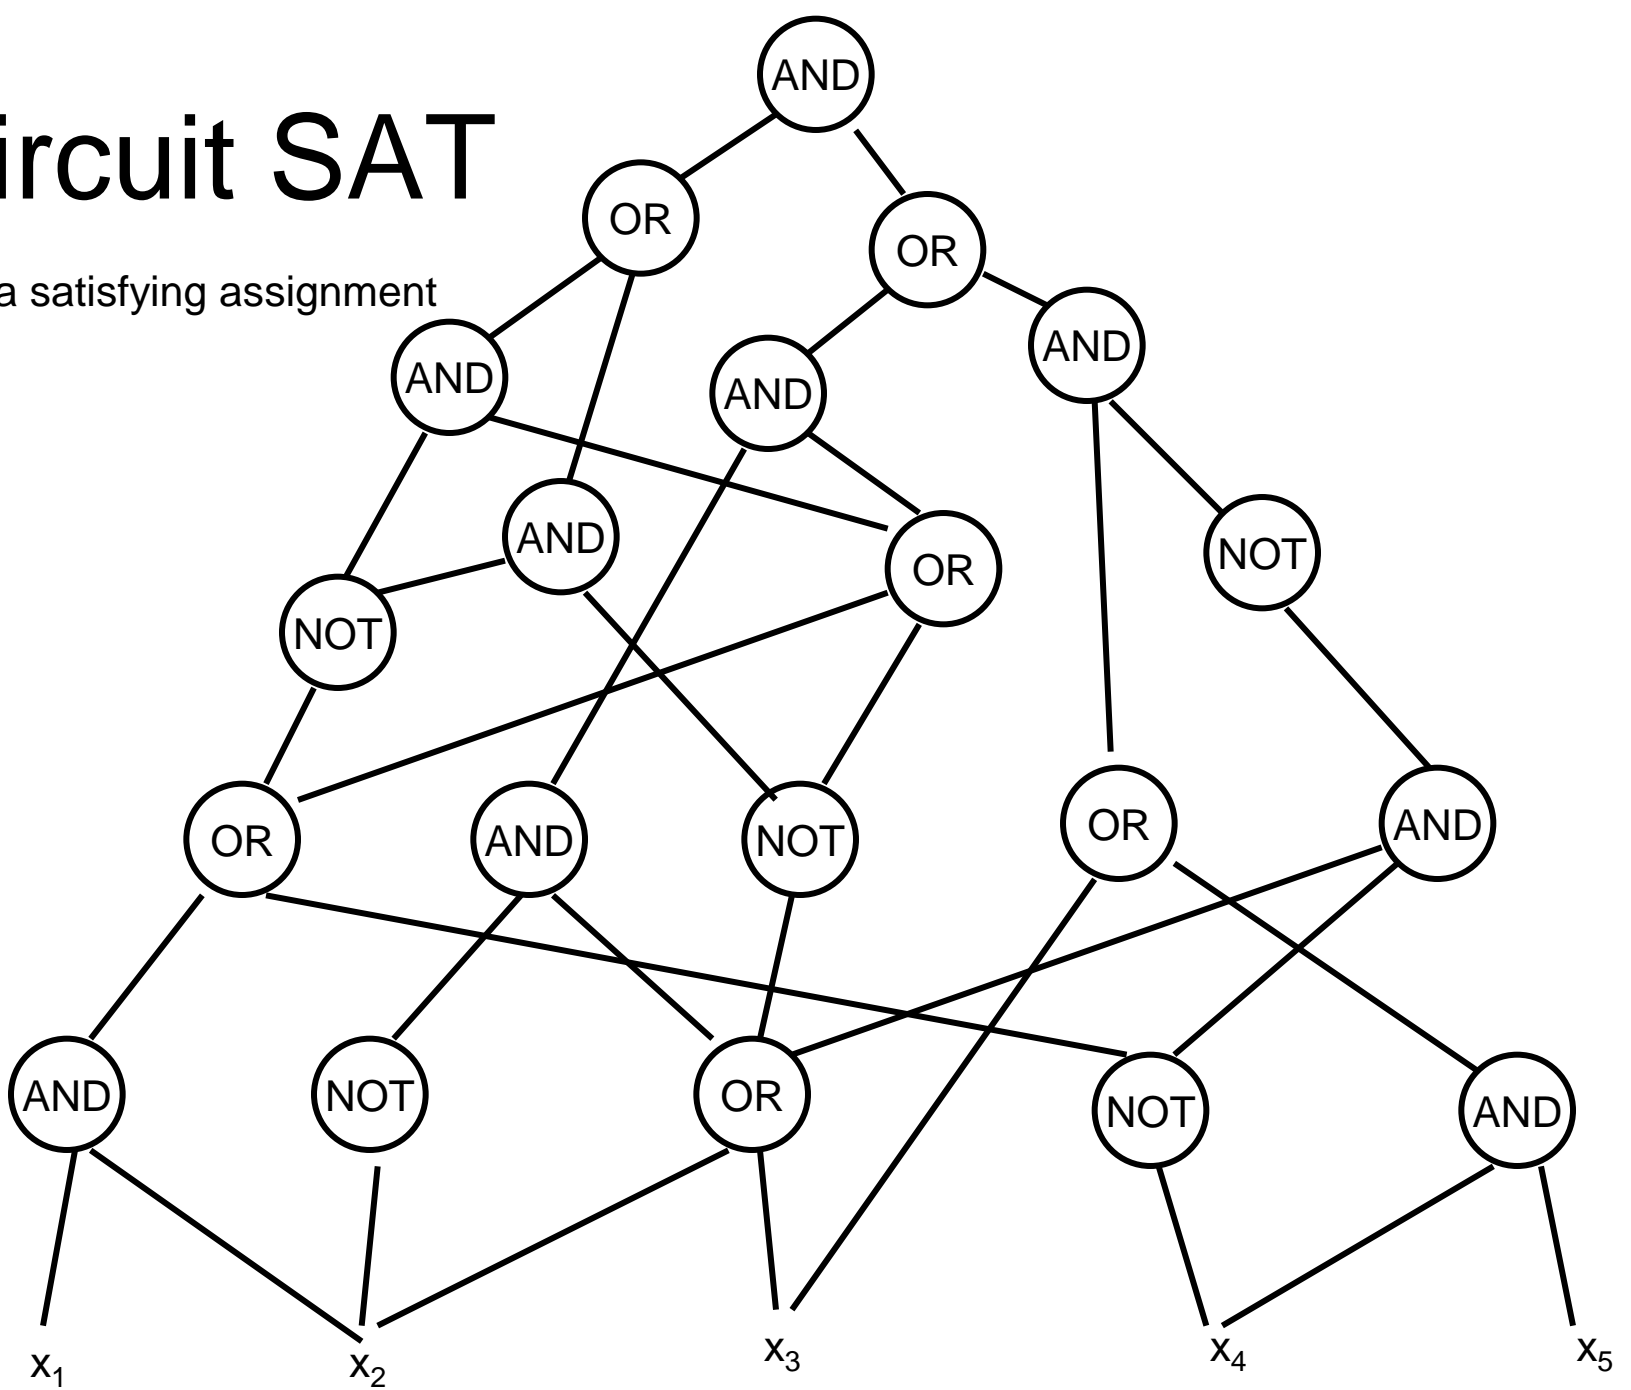 AND
ircuit SAT
OR
OR
a satisfying assignment
AND
AND
AND
AND
NOT
OR
NOT
OR
AND
NOT
OR
AND
AND
NOT
OR
NOT
AND
x₁
x₂
x₃
x₄
x₅